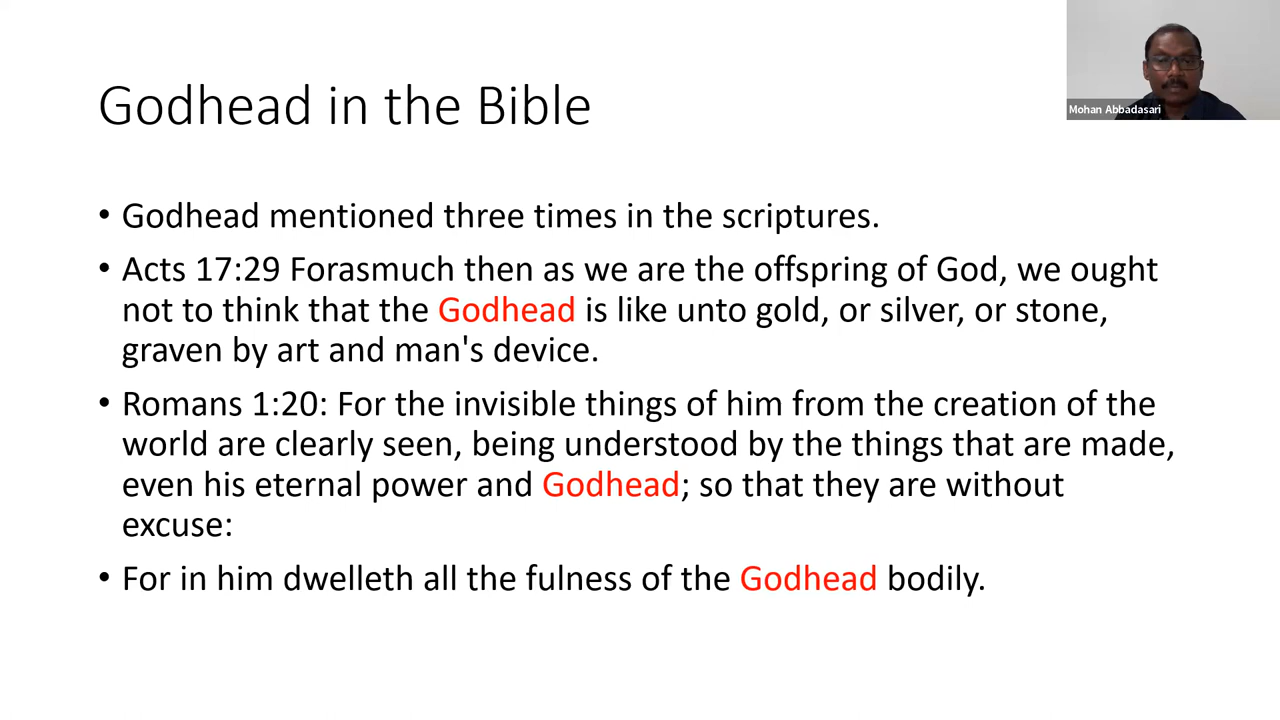 Godhead in the Bible
Mohan Abbadasari
• Godhead mentioned three times in the scriptures.
• Acts 17:29 Forasmuch then as we are the offspring of God, we ought
not to think that the Godhead is like unto gold, or silver, or stone,
graven by art and man's device.
• Romans 1:20: For the invisible things of him from the creation of the
world are clearly seen, being understood by the things that are made,
even his eternal power and Godhead; so that they are without
excuse:
• For in him dwelleth all the fulness of the Godhead bodily.